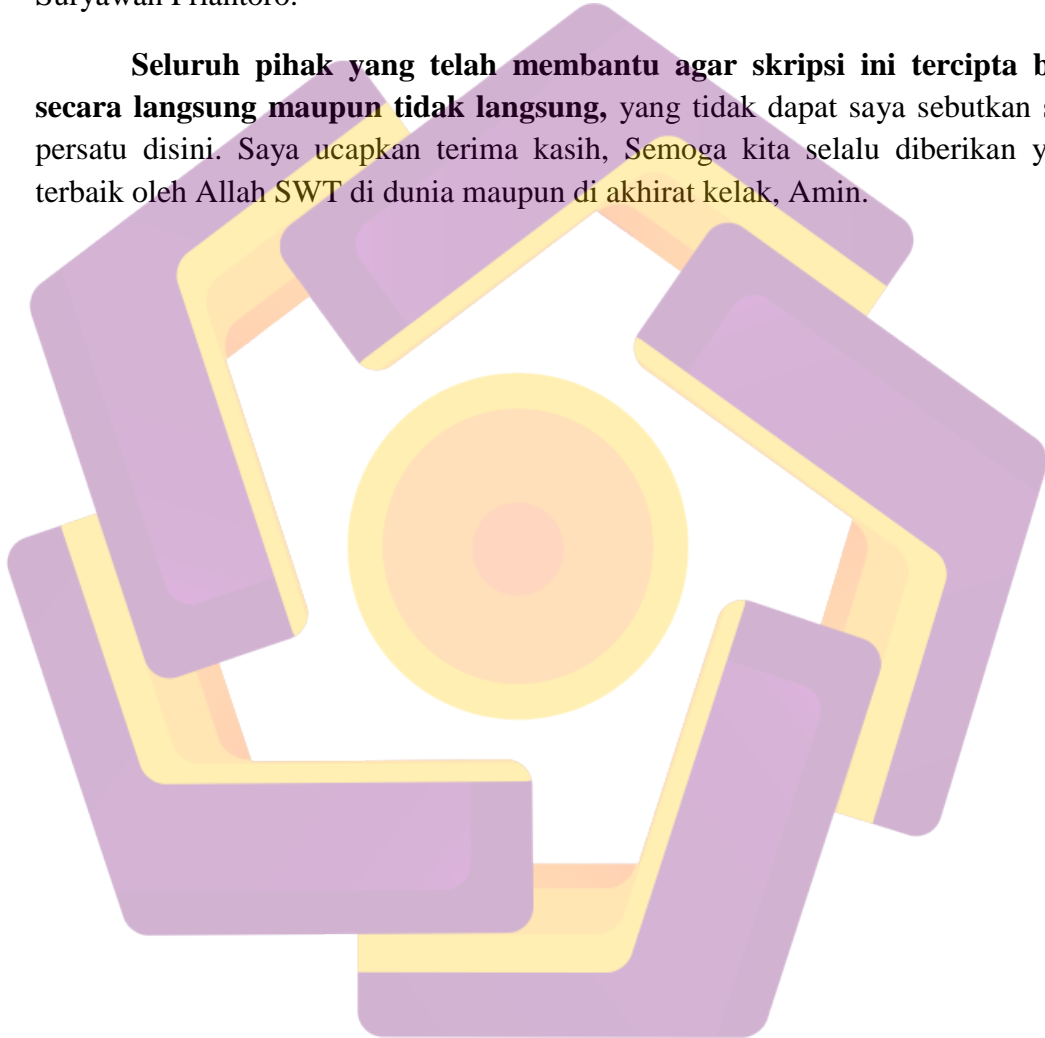 Suryawan Priantoro.
Seluruh pihak yang telah membantu agar skripsi ini tercipta b
secara langsung maupun tidak langsung, yang tidak dapat saya sebutkan s
persatu disini. Saya ucapkan terima kasih, Semoga kita selalu diberikan y
terbaik oleh Allah SWT di dunia maupun di akhirat kelak, Amin.